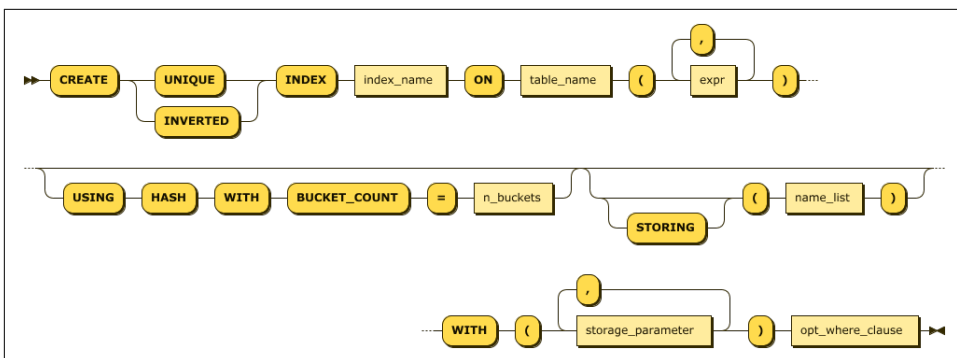 ,
CREATE UNIQUE INDEX index_name ON table_name ( expr )
INVERTED
USING HASH WITH BUCKET_COUNT = n_buckets ( name_list )
STORING
,
WITH ( storage_parameter ) opt_where_clause